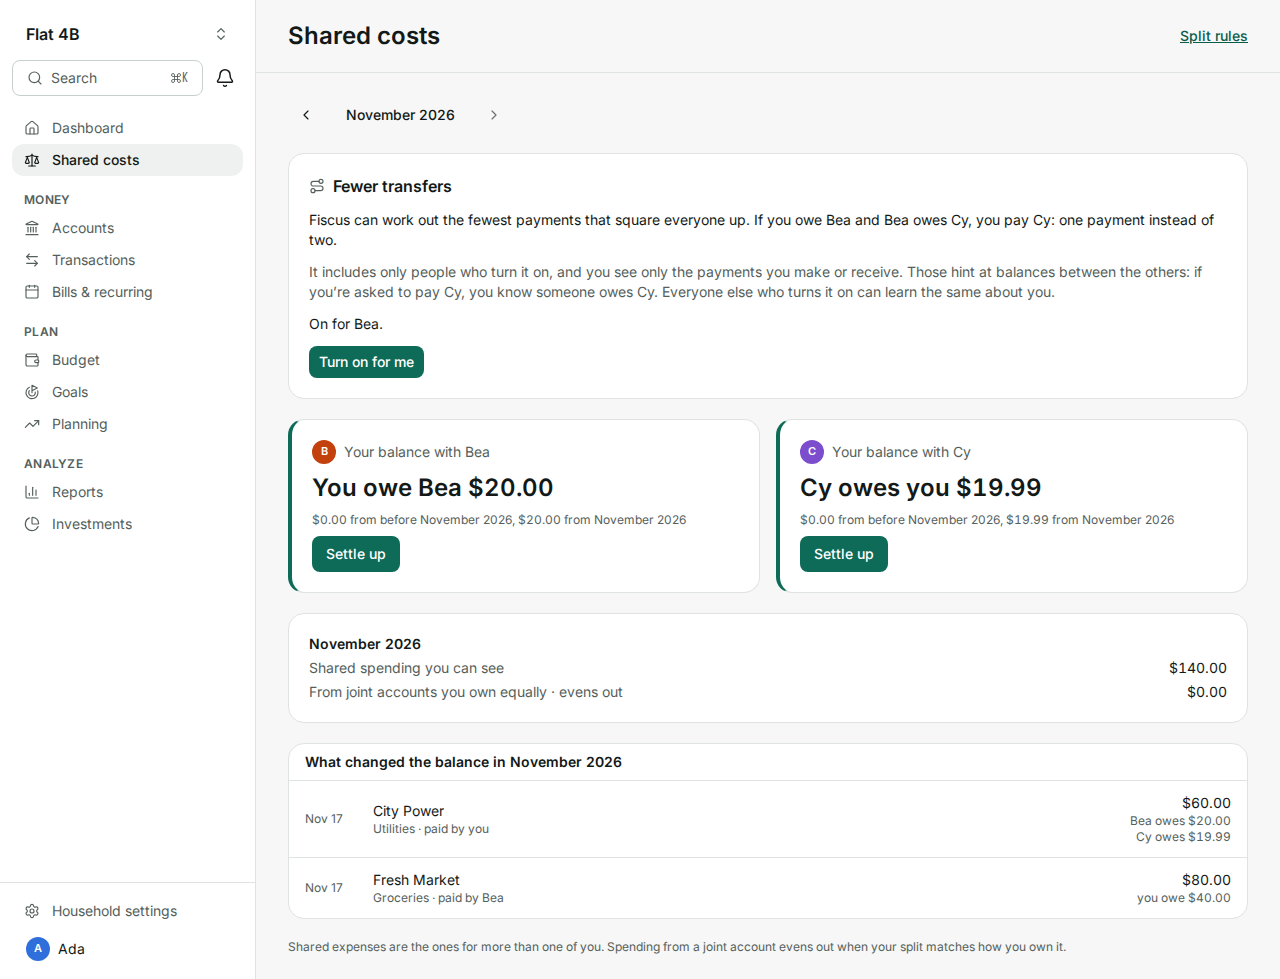 Flat 4B
Search ⌘K
Dashboard
Shared costs
MONEY
Accounts
Transactions
Bills & recurring
PLAN
Budget
Goals
Planning
ANALYZE
Reports
Investments
Household settings
A Ada
Shared costs
Split rules
November 2026
Fewer transfers
Fiscus can work out the fewest payments that square everyone up. If you owe Bea and Bea owes Cy, you pay Cy: one payment instead of
two.
It includes only people who turn it on, and you see only the payments you make or receive. Those hint at balances between the others: if
you’re asked to pay Cy, you know someone owes Cy. Everyone else who turns it on can learn the same about you.
On for Bea.
Turn on for me
B Your balance with Bea
You owe Bea $20.00
$0.00 from before November 2026, $20.00 from November 2026
Settle up
C Your balance with Cy
Cy owes you $19.99
$0.00 from before November 2026, $19.99 from November 2026
Settle up
November 2026
Shared spending you can see $140.00
From joint accounts you own equally · evens out $0.00
What changed the balance in November 2026
Nov 17 City Power $60.00
Utilities · paid by you Bea owes $20.00
Cy owes $19.99
Nov 17 Fresh Market $80.00
Groceries · paid by Bea you owe $40.00
Shared expenses are the ones for more than one of you. Spending from a joint account evens out when your split matches how you own it.